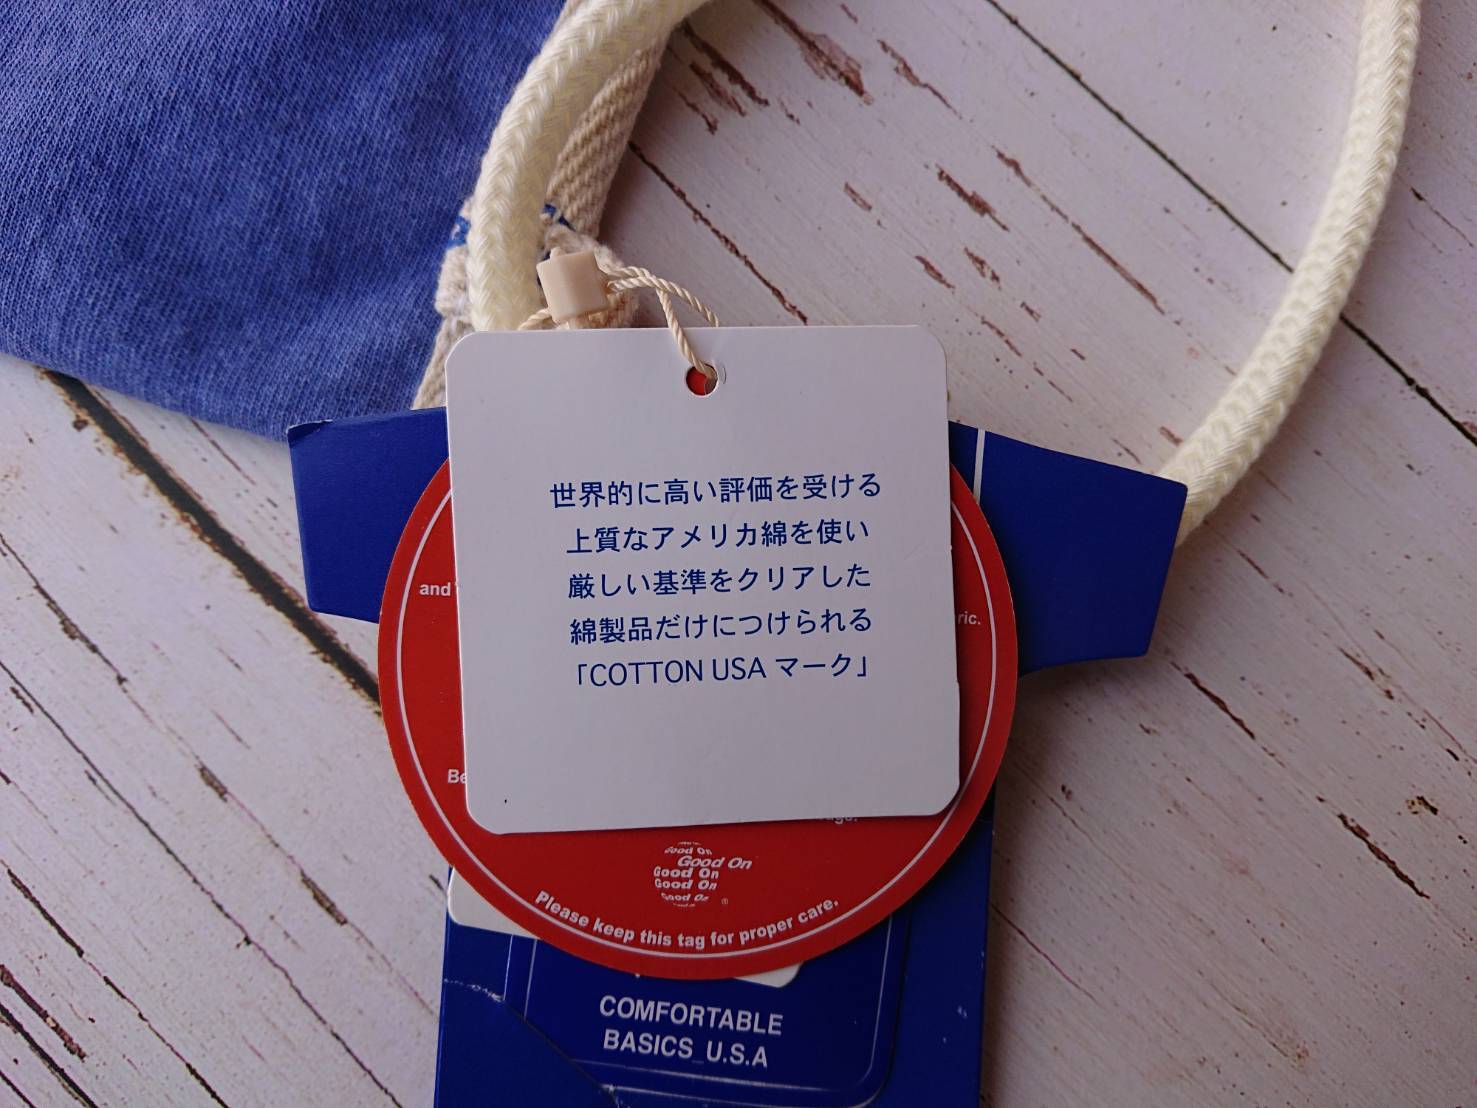 世界的に高い評価を受ける
上質なアメリカ綿を使い
厳しい基準をクリアした
綿製品だけにつけられる
「COTTON USA マーク」
and
ric.
Be
Good On
Good On
Good On
Good On
Good On
®
Please keep this tag for proper care.
COMFORTABLE
BASICS U.S.A